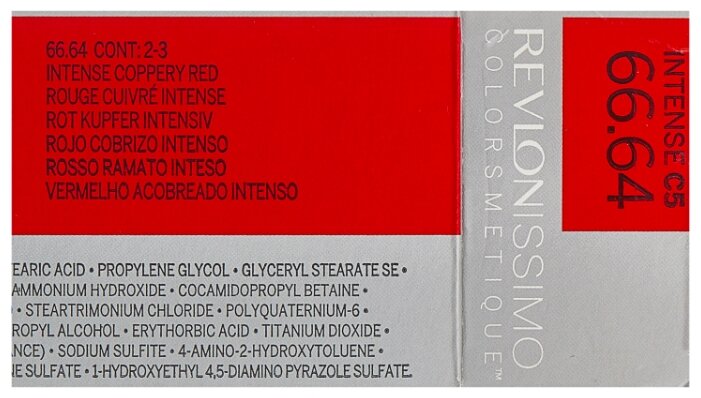 66.64 CONT: 2-3
INTENSE COPPERY RED
ROUGE CUIVRÉ INTENSE
ROT KUPFER INTENSIV
ROJO COBRIZO INTENSO
ROSSO RAMATO INTESO
VERMELHO ACOBREADO INTENSO
EARIC ACID • PROPYLENE GLYCOL • GLYCERYL STEARATE SE •
AMMONIUM HYDROXIDE • COCAMIDOPROPYL BETAINE •
• STEARTRIMONIUM CHLORIDE • POLYQUATERNIUM-6 •
ROPYL ALCOHOL • ERYTHORBIC ACID • TITANIUM DIOXIDE •
ANCE) • SODIUM SULFITE • 4-AMINO-2-HYDROXYTOLUENE •
NE SULFATE • 1-HYDROXYETHYL 4,5-DIAMINO PYRAZOLE SULFATE.
REVLONISSIMO
COLORSMETIQUE™
INTENSE C5
66.64